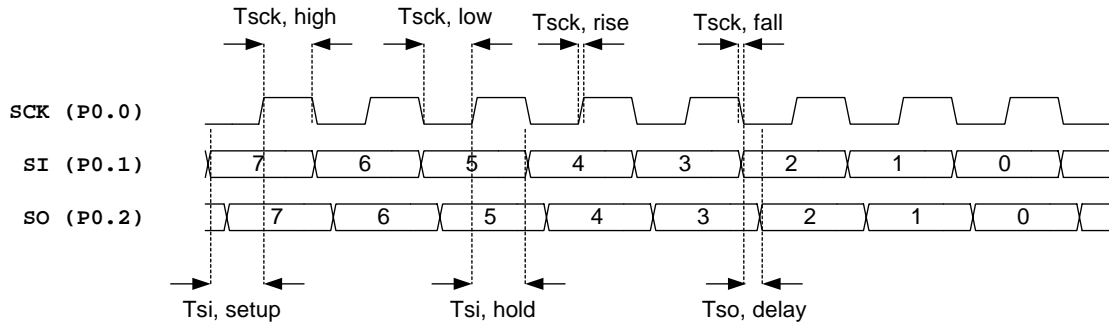 Tsck, high
Tsck, low
Tsck, rise
Tsck, fall
SCK (P0.0)
SI (P0.1)
7 6 5 4 3 2 1 0
SO (P0.2)
7 6 5 4 3 2 1 0
Tsi, setup
Tsi, hold
Tso, delay